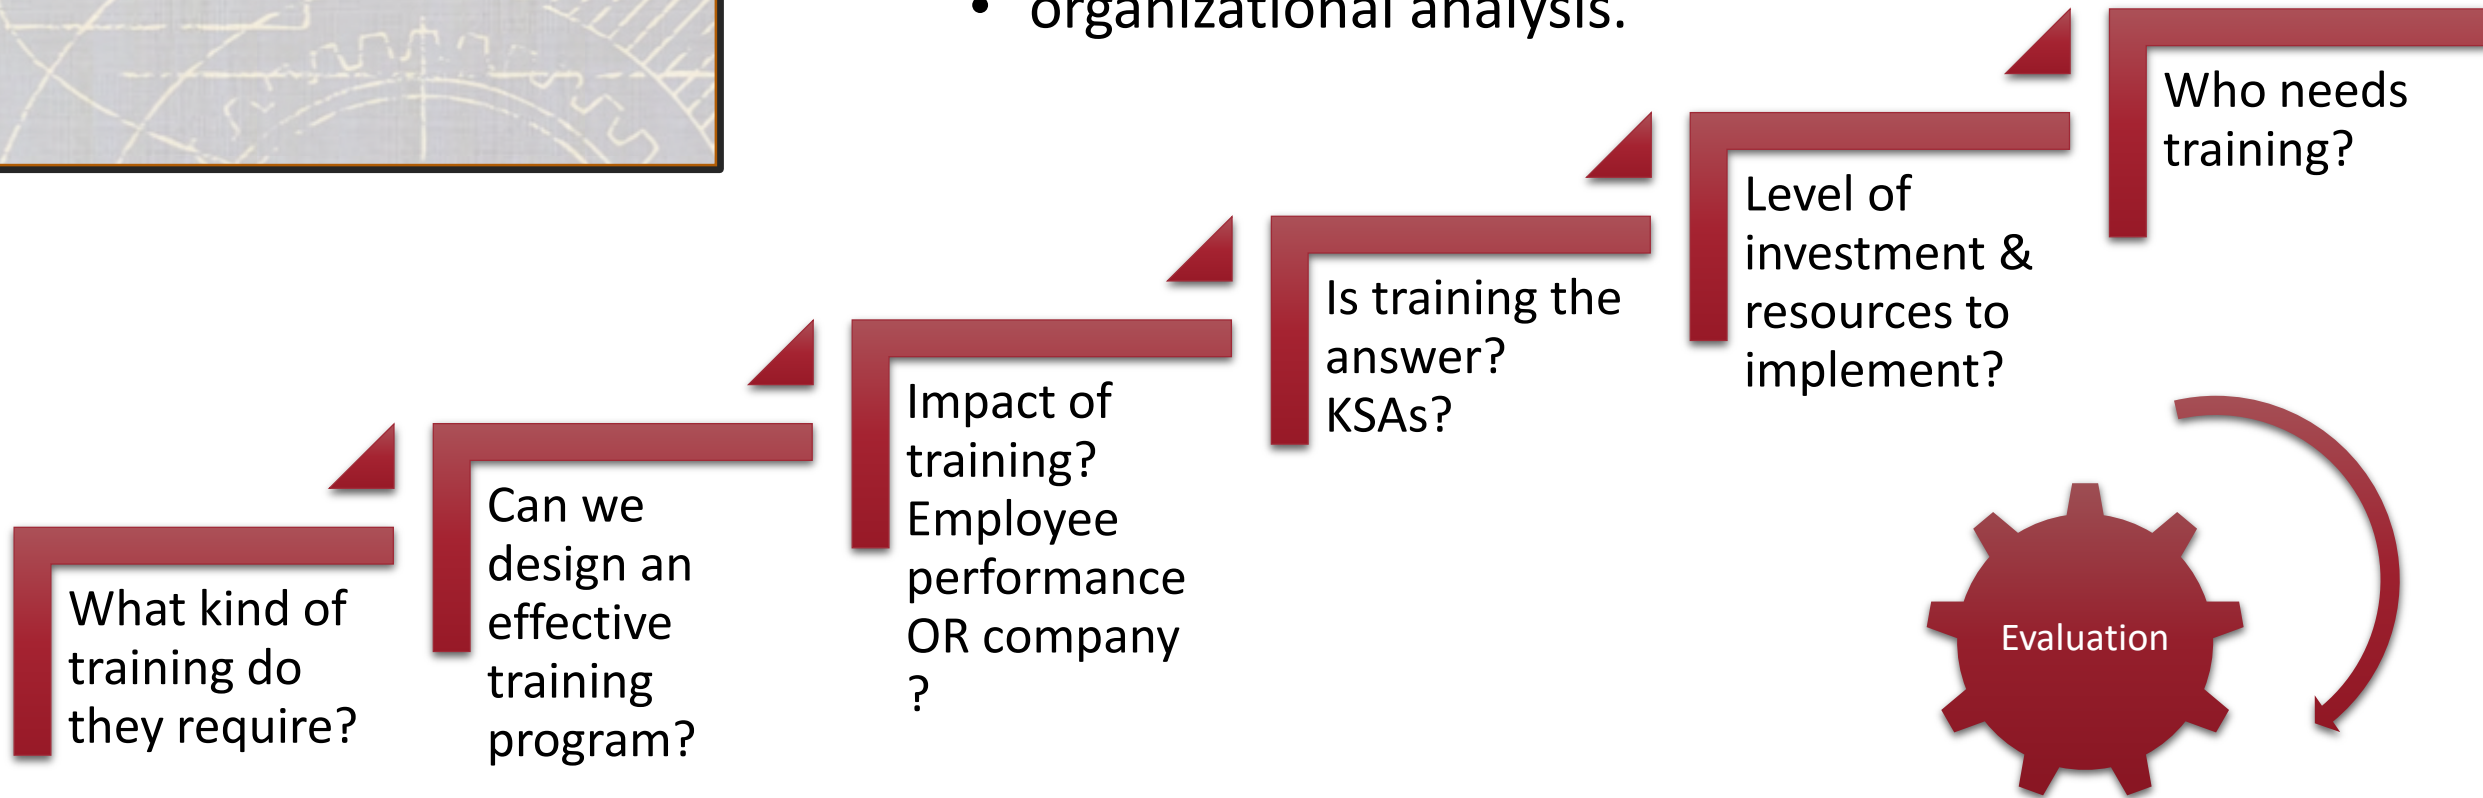 • organizational analysis.
Who needs
training?
Level of
investment &
resources to
implement?
Is training the
answer?
KSAs?
Impact of
training?
Employee
performance
OR company
?
Can we
design an
effective
training
program?
What kind of
training do
they require?
Evaluation